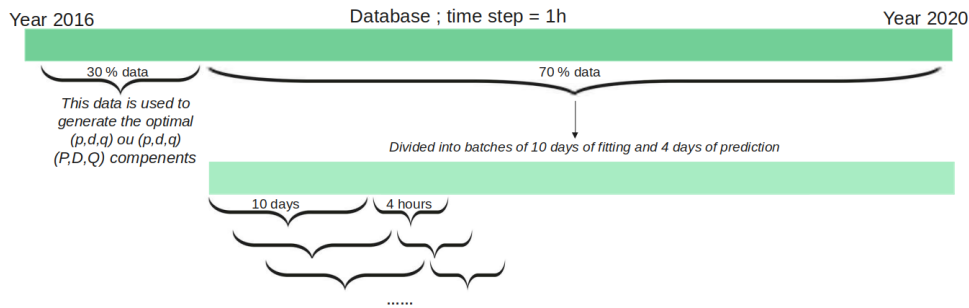 Year 2016
Database ; time step = 1h
Year 2020
30 % data
70 % data
This data is used to
generate the optimal
(p,d,q) ou (p,d,q)
(P,D,Q) compenents
Divided into batches of 10 days of fitting and 4 days of prediction
10 days
4 hours
......